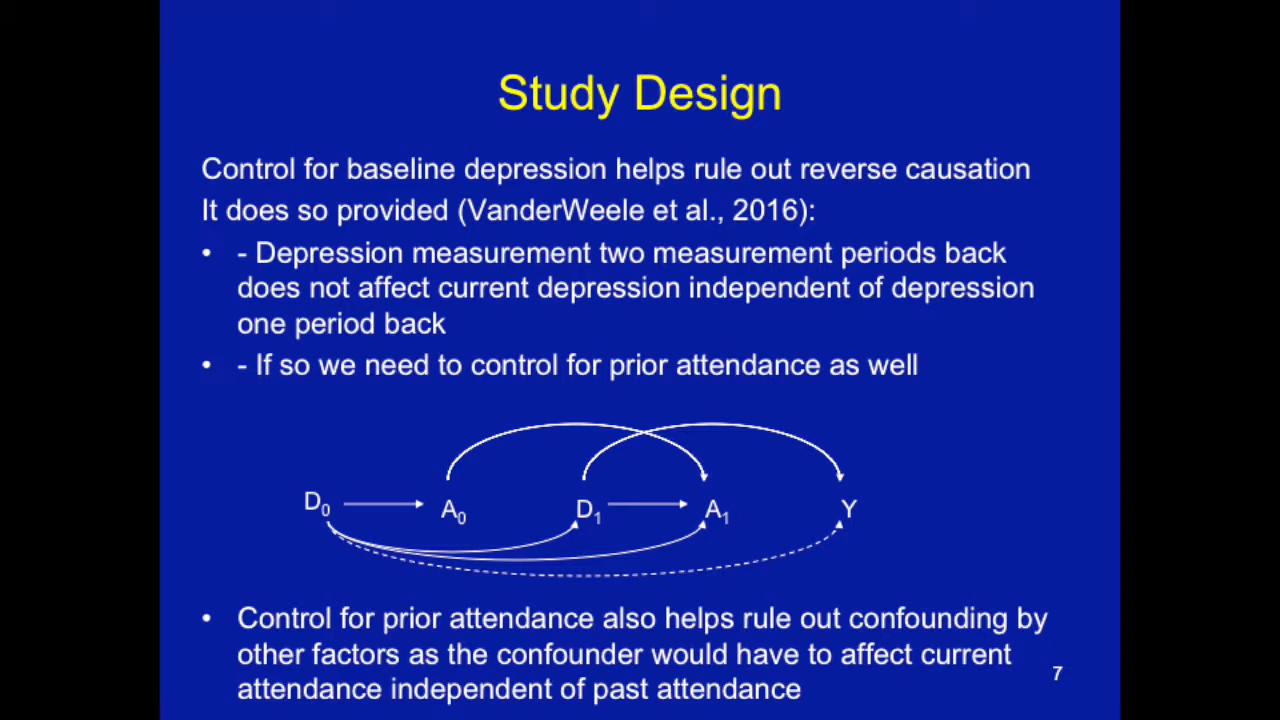 Study Design
Control for baseline depression helps rule out reverse causation
It does so provided (VanderWeele et al., 2016):
• - Depression measurement two measurement periods back
does not affect current depression independent of depression
one period back
• - If so we need to control for prior attendance as well
D₀ A₀ D₁ A₁ Y
• Control for prior attendance also helps rule out confounding by
other factors as the confounder would have to affect current
attendance independent of past attendance
7